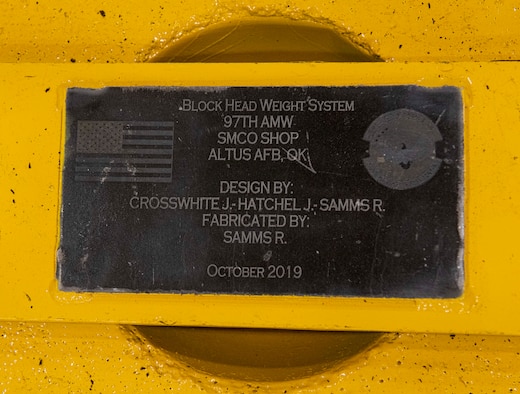 Block Head Weight System
97TH AMW
SMCO SHOP
ALTUS AFB, OK
DESIGN BY:
CROSSWHITE J.- HATCHEL J.- SAMMS R.
FABRICATED BY:
SAMMS R.
October 2019